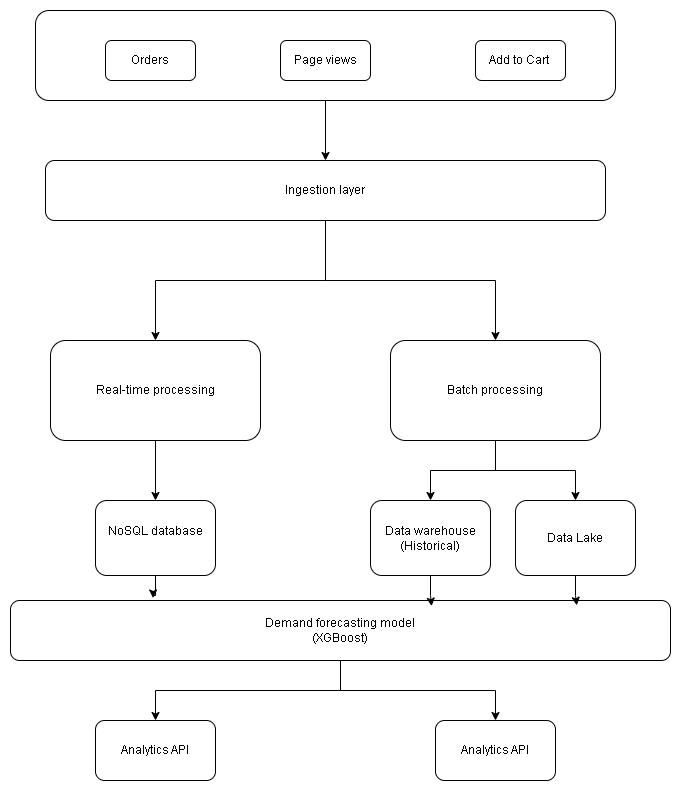 Orders
Page views
Add to Cart
Ingestion layer
Real-time processing
Batch processing
NoSQL database
Data warehouse
(Historical)
Data Lake
Demand forecasting model
(XGBoost)
Analytics API
Analytics API